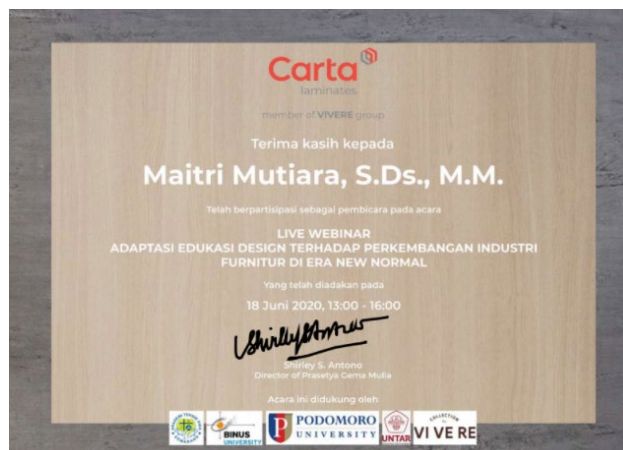 Carta
laminates
member of VIVERE group
Terima kasih kepada
Maitri Mutiara, S.Ds., M.M.
Telah berpartisipasi sebagai pembicara pada acara
LIVE WEBINAR
ADAPTASI EDUKASI DESIGN TERHADAP PERKEMBANGAN INDUSTRI
FURNITUR DI ERA NEW NORMAL
Yang telah diadakan pada
18 Juni 2020, 13:00 - 16:00
Shirley S. Antono
Director of Prasetya Gema Mulia
Acara ini didukung oleh
BINUS
UNIVERSITY
PODOMORO
UNIVERSITY
UNTAR
COLLECTION
VI VE RE